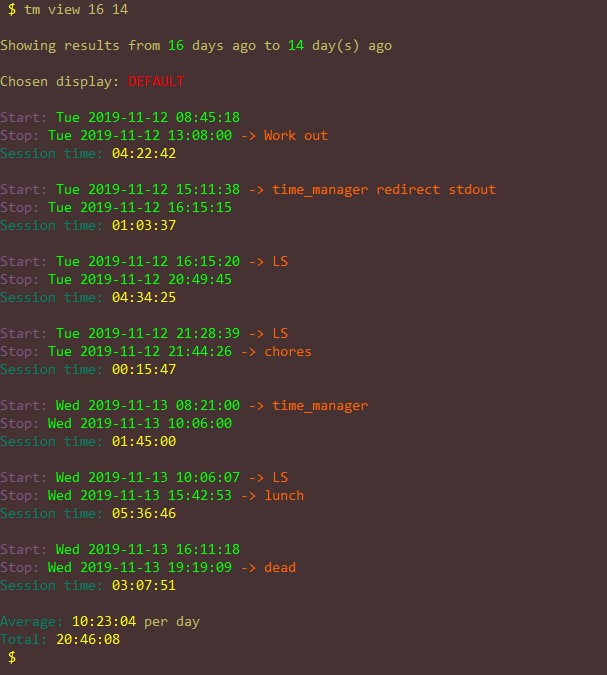 $ tm view 16 14
Showing results from 16 days ago to 14 day(s) ago
Chosen display: DEFAULT
Start: Tue 2019-11-12 08:45:18
Stop: Tue 2019-11-12 13:08:00 -> Work out
Session time: 04:22:42
Start: Tue 2019-11-12 15:11:38 -> time_manager redirect stdout
Stop: Tue 2019-11-12 16:15:15
Session time: 01:03:37
Start: Tue 2019-11-12 16:15:20 -> LS
Stop: Tue 2019-11-12 20:49:45
Session time: 04:34:25
Start: Tue 2019-11-12 21:28:39 -> LS
Stop: Tue 2019-11-12 21:44:26 -> chores
Session time: 00:15:47
Start: Wed 2019-11-13 08:21:00 -> time_manager
Stop: Wed 2019-11-13 10:06:00
Session time: 01:45:00
Start: Wed 2019-11-13 10:06:07 -> LS
Stop: Wed 2019-11-13 15:42:53 -> lunch
Session time: 05:36:46
Start: Wed 2019-11-13 16:11:18
Stop: Wed 2019-11-13 19:19:09 -> dead
Session time: 03:07:51
Average: 10:23:04 per day
Total: 20:46:08
$